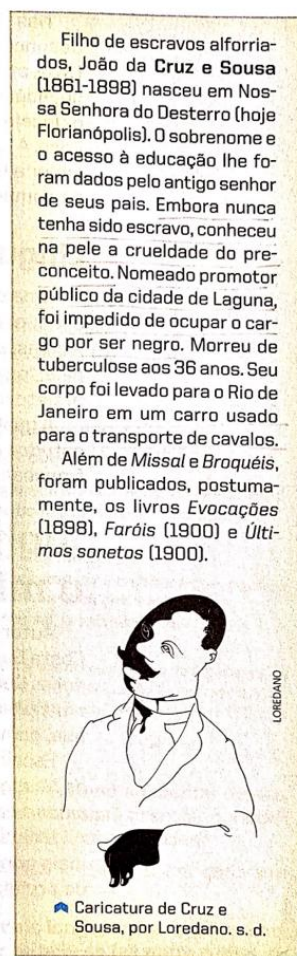 Filho de escravos alforria-
dos, João da Cruz e Sousa
(1861-1898) nasceu em Nos-
sa Senhora do Desterro (hoje
Florianópolis). O sobrenome e
o acesso à educação lhe fo-
ram dados pelo antigo senhor
de seus pais. Embora nunca
tenha sido escravo, conheceu
na pele a crueldade do pre-
conceito. Nomeado promotor
público da cidade de Laguna,
foi impedido de ocupar o car-
go por ser negro. Morreu de
tuberculose aos 36 anos. Seu
corpo foi levado para o Rio de
Janeiro em um carro usado
para o transporte de cavalos.
Além de Missal e Broquéis,
foram publicados, postuma-
mente, os livros Evocações
(1898), Faróis (1900) e Últi-
mos sonetos (1900).
LOREDANO
Caricatura de Cruz e
Sousa, por Loredano. s. d.